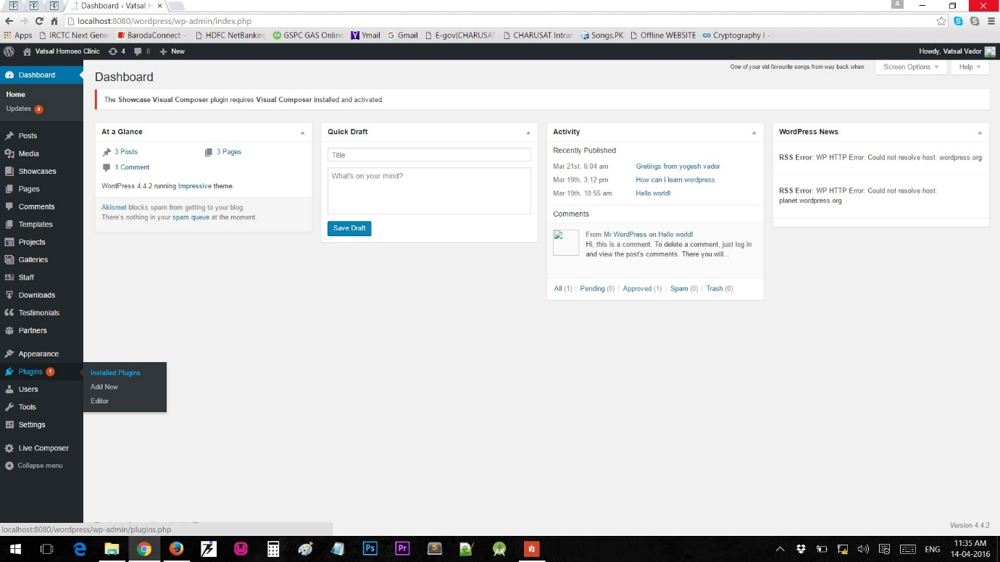 Dashboard ‹ Vatsal H
localhost:8080/wordpress/wp-admin/index.php
Apps IRCTC Next Gene BarodaConnect - HDFC NetBanking GSPC GAS Online Ymail Gmail E-gov(CHARUSAT CHARUSAT Intran Songs.PK Offline WEBSITE Cryptography I -
Vatsal Homoeo Clinic 4 0 New Howdy, Vatsal Vador
Dashboard
Home
Updates 4
Posts
Media
Showcases
Pages
Comments
Templates
Projects
Galleries
Staff
Downloads
Testimonials
Partners
Appearance
Plugins 1
Installed Plugins
Add New
Editor
Users
Tools
Settings
Live Composer
Collapse menu
One of your old favourite songs from way back when Screen Options Help
Dashboard
The Showcase Visual Composer plugin requires Visual Composer installed and activated.
At a Glance
3 Posts 3 Pages
1 Comment
WordPress 4.4.2 running Impressive theme.
Akismet blocks spam from getting to your blog.
There's nothing in your spam queue at the moment.
Quick Draft
Title
What's on your mind?
Save Draft
Activity
Recently Published
Mar 21st, 6:04 am Gretings from yogesh vador
Mar 19th, 3:12 pm How can i learn wordpress
Mar 19th, 10:55 am Hello world!
Comments
From Mr WordPress on Hello world!
Hi, this is a comment. To delete a comment, just log in
and view the post's comments. There you will...
All (1) | Pending (0) | Approved (1) | Spam (0) | Trash (0)
WordPress News
RSS Error: WP HTTP Error: Could not resolve host: wordpress.org
RSS Error: WP HTTP Error: Could not resolve host:
planet.wordpress.org
Version 4.4.2
localhost:8080/wordpress/wp-admin/plugins.php
Ps Pr S
ENG
11:35 AM
14-04-2016